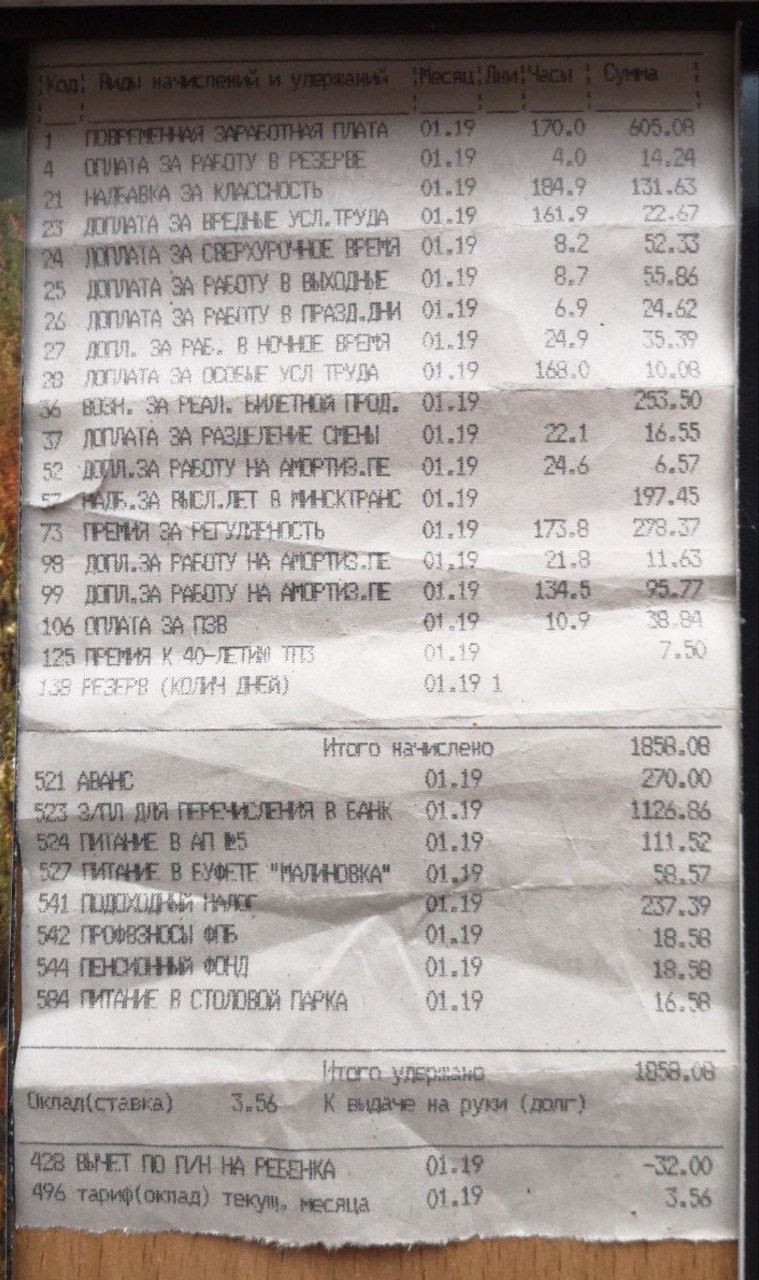 Код Виды начислений и удержаний Месяц Дни Часы Сумма
1 ПОВРЕМЕННАЯ ЗАРАБОТНАЯ ПЛАТА 01.19 170.0 605.08
4 ОПЛАТА ЗА РАБОТУ В РЕЗЕРВЕ 01.19 4.0 14.24
21 НАДБАВКА ЗА КЛАССНОСТЬ 01.19 184.9 131.63
23 ДОПЛАТА ЗА ВРЕДНЫЕ УСЛ.ТРУДА 01.19 161.9 22.67
24 ДОПЛАТА ЗА СВЕРХУРОЧНОЕ ВРЕМЯ 01.19 8.2 52.33
25 ДОПЛАТА ЗА РАБОТУ В ВЫХОДНЫЕ 01.19 8.7 55.86
26 ДОПЛАТА ЗА РАБОТУ В ПРАЗД.ДНИ 01.19 6.9 24.62
27 ДОПЛ. ЗА РАБ. В НОЧНОЕ ВРЕМЯ 01.19 24.9 35.39
28 ДОПЛАТА ЗА ОСОБЫЕ УСЛ ТРУДА 01.19 168.0 10.08
36 ВОЗН. ЗА РЕАЛ. БИЛЕТНОЙ ПРОД. 01.19 253.50
37 ДОПЛАТА ЗА РАЗДЕЛЕНИЕ СМЕНЫ 01.19 22.1 16.55
52 ДОПЛ.ЗА РАБОТУ НА АМОРТИЗ.ПЕ 01.19 24.6 6.57
57 НАДБ.ЗА ВЫСЛ.ЛЕТ В МИНСКТРАНС 01.19 197.45
73 ПРЕМИЯ ЗА РЕГУЛЯРНОСТЬ 01.19 173.8 278.37
98 ДОПЛ.ЗА РАБОТУ НА АМОРТИЗ.ПЕ 01.19 21.8 11.63
99 ДОПЛ.ЗА РАБОТУ НА АМОРТИЗ.ПЕ 01.19 134.5 95.77
106 ОПЛАТА ЗА ПЗВ 01.19 10.9 38.84
125 ПРЕМИЯ К 40-ЛЕТИЮ ТП3 01.19 7.50
138 РЕЗЕРВ (КОЛИЧ ДНЕЙ) 01.19 1
Итого начислено 1858.08
521 АВАНС 01.19 270.00
523 З/ПЛ ДЛЯ ПЕРЕЧИСЛЕНИЯ В БАНК 01.19 1126.86
524 ПИТАНИЕ В АП №5 01.19 111.52
527 ПИТАНИЕ В БУФЕТЕ "МАЛИНОВКА" 01.19 58.57
541 ПОДОХОДНЫЙ НАЛОГ 01.19 237.39
542 ПРОФВЗНОСЫ ФПБ 01.19 18.58
544 ПЕНСИОННЫЙ ФОНД 01.19 18.58
584 ПИТАНИЕ В СТОЛОВОЙ ПАРКА 01.19 16.58
Итого удержано 1858.08
Оклад(ставка) 3.56 К выдаче на руки (долг)
428 ВЫЧЕТ ПО П/Н НА РЕБЕНКА 01.19 -32.00
496 тариф(оклад) текущ. месяца 01.19 3.56